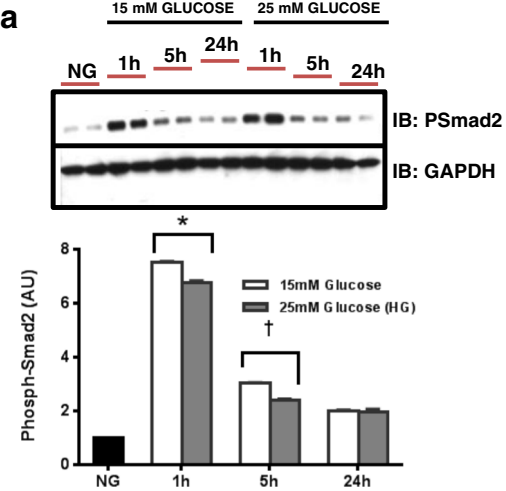 a
15 mM GLUCOSE 25 mM GLUCOSE
NG 1h 5h 24h 1h 5h 24h
IB: PSmad2
IB: GAPDH
Phosph-Smad2 (AU)
8
6
4
2
0
*
15mM Glucose
25mM Glucose (HG)
†
NG 1h 5h 24h